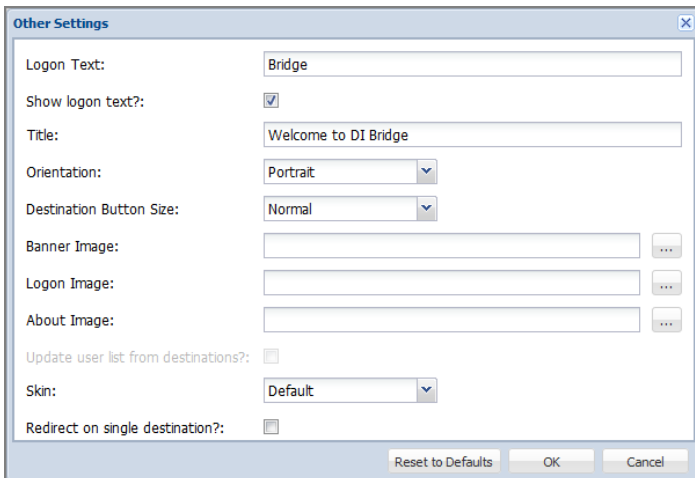 Other Settings
Logon Text: Bridge
Show logon text?:
Title: Welcome to DI Bridge
Orientation: Portrait
Destination Button Size: Normal
Banner Image: ...
Logon Image: ...
About Image: ...
Update user list from destinations?:
Skin: Default
Redirect on single destination?:
Reset to Defaults OK Cancel